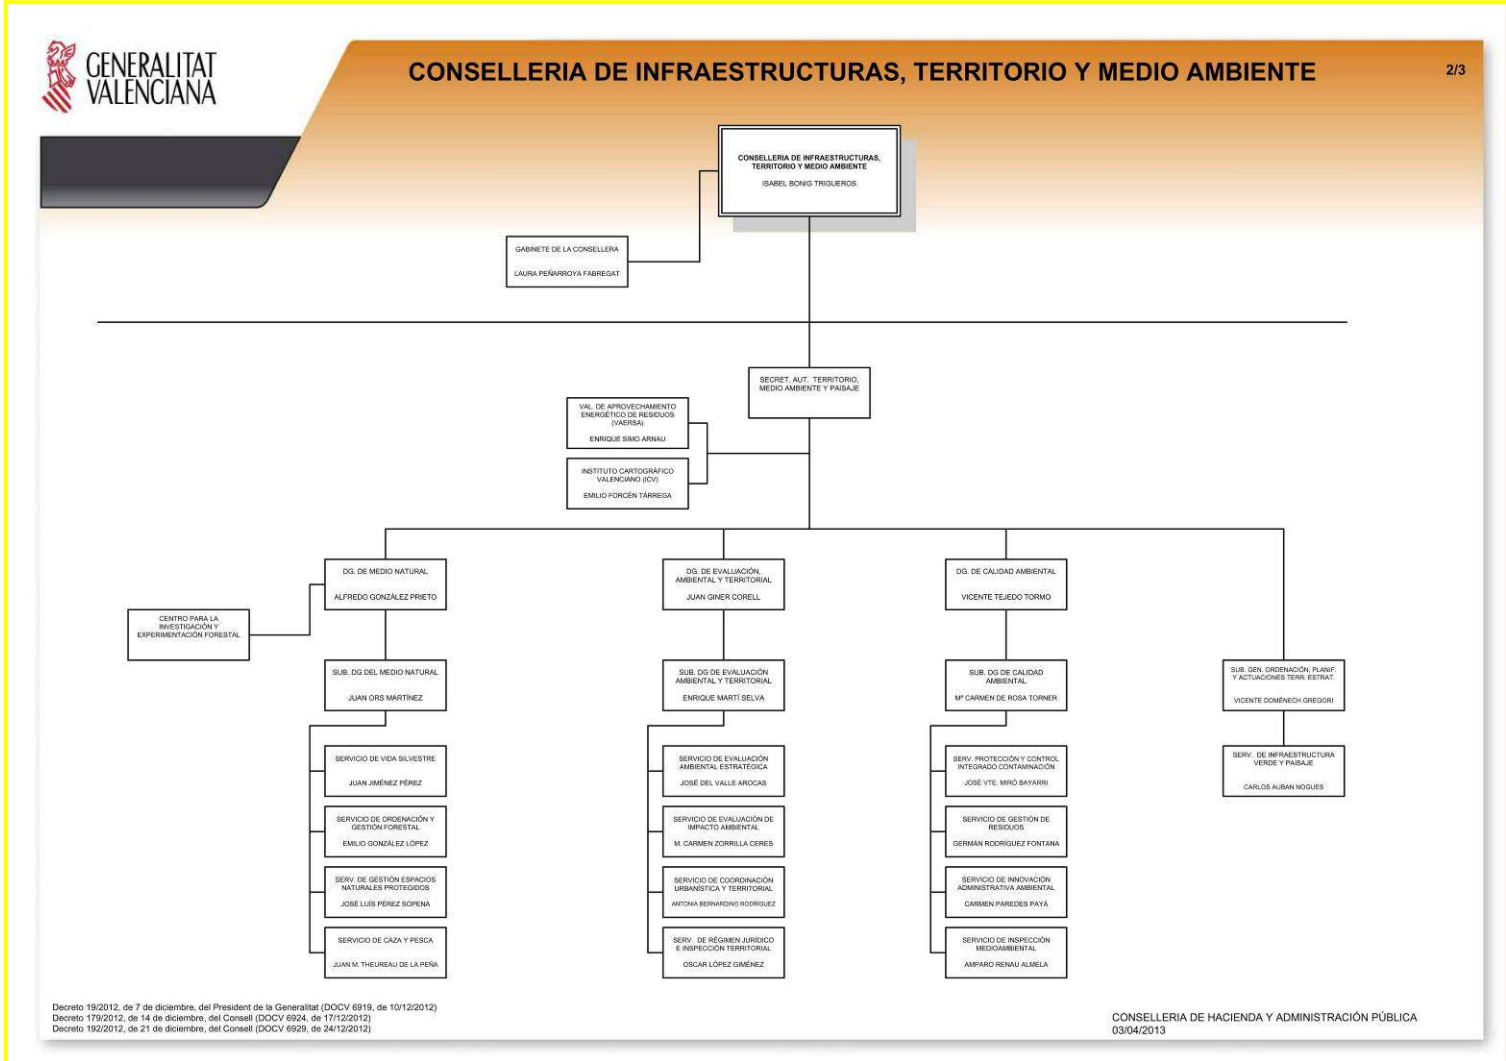 GENERALITAT
VALENCIANA
CONSELLERIA DE INFRAESTRUCTURAS, TERRITORIO Y MEDIO AMBIENTE
2/3
CONSELLERIA DE INFRAESTRUCTURAS,
TERRITORIO Y MEDIO AMBIENTE
ISABEL BONIG TRIGUEROS
GABINETE DE LA CONSELLERA
LAURA PEÑARROYA FABREGAT
SECRET. AUT. TERRITORIO,
MEDIO AMBIENTE Y PAISAJE
VAL. DE APROVECHAMIENTO
ENERGÉTICO DE RESIDUOS
(VAERSA)
ENRIQUE SIMO ARNAU
INSTITUTO CARTOGRÁFICO
VALENCIANO (ICV)
EMILIO FORCÉN TÁRREGA
DG. DE MEDIO NATURAL
ALFREDO GONZÁLEZ PRIETO
DG. DE EVALUACIÓN,
AMBIENTAL Y TERRITORIAL
JUAN GINER CORELL
DG. DE CALIDAD AMBIENTAL
VICENTE TEJEDO TORMO
CENTRO PARA LA
INVESTIGACIÓN Y
EXPERIMENTACIÓN FORESTAL
SUB. DG DEL MEDIO NATURAL
JUAN ORS MARTÍNEZ
SUB. DG DE EVALUACIÓN
AMBIENTAL Y TERRITORIAL
ENRIQUE MARTÍ SELVA
SUB. DG DE CALIDAD
AMBIENTAL
Mª CARMEN DE ROSA TORNER
SUB. GEN. ORDENACIÓN, PLANIF.
Y ACTUACIONES TERR. ESTRAT.
VICENTE DOMÉNECH GREGORI
SERVICIO DE VIDA SILVESTRE
JUAN JIMÉNEZ PÉREZ
SERVICIO DE EVALUACIÓN
AMBIENTAL ESTRATÉGICA
JOSÉ DEL VALLE AROCAS
SERV. PROTECCIÓN Y CONTROL
INTEGRADO CONTAMINACIÓN
JOSÉ VTE. MIRÓ BAYARRI
SERV. DE INFRAESTRUCTURA
VERDE Y PAISAJE
CARLOS AUBAN NOGUES
SERVICIO DE ORDENACIÓN Y
GESTIÓN FORESTAL
EMILIO GONZÁLEZ LÓPEZ
SERVICIO DE EVALUACIÓN DE
IMPACTO AMBIENTAL
M. CARMEN ZORRILLA CERES
SERVICIO DE GESTIÓN DE
RESIDUOS
GERMÁN RODRÍGUEZ FONTANA
SERV. DE GESTIÓN ESPACIOS
NATURALES PROTEGIDOS
JOSÉ LUÍS PÉREZ SOPENA
SERVICIO DE COORDINACIÓN
URBANÍSTICA Y TERRITORIAL
ANTONIA BERNARDINO RODRÍGUEZ
SERVICIO DE INNOVACIÓN
ADMINISTRATIVA AMBIENTAL
CARMEN PAREDES PAYÁ
SERVICIO DE CAZA Y PESCA
JUAN M. THEUREAU DE LA PEÑA
SERV. DE RÉGIMEN JURÍDICO
E INSPECCIÓN TERRITORIAL
OSCAR LÓPEZ GIMÉNEZ
SERVICIO DE INSPECCIÓN
MEDIOAMBIENTAL
AMPARO RENAU ALMELA
Decreto 19/2012, de 7 de diciembre, del President de la Generalitat (DOCV 6919, de 10/12/2012)
Decreto 179/2012, de 14 de diciembre, del Consell (DOCV 6924, de 17/12/2012)
Decreto 192/2012, de 21 de diciembre, del Consell (DOCV 6929, de 24/12/2012)
CONSELLERIA DE HACIENDA Y ADMINISTRACIÓN PÚBLICA
03/04/2013